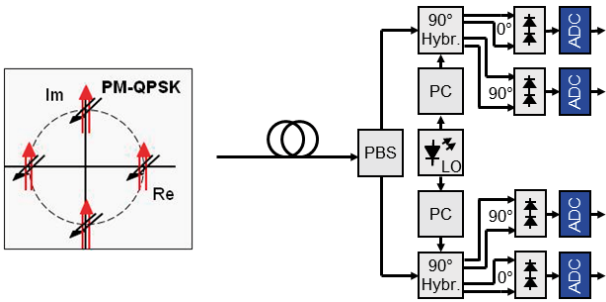 Im
PM-QPSK
Re
PBS
90°
Hybr.
0°
90°
ADC
ADC
PC
LO
PC
90°
Hybr.
90°
0°
ADC
ADC